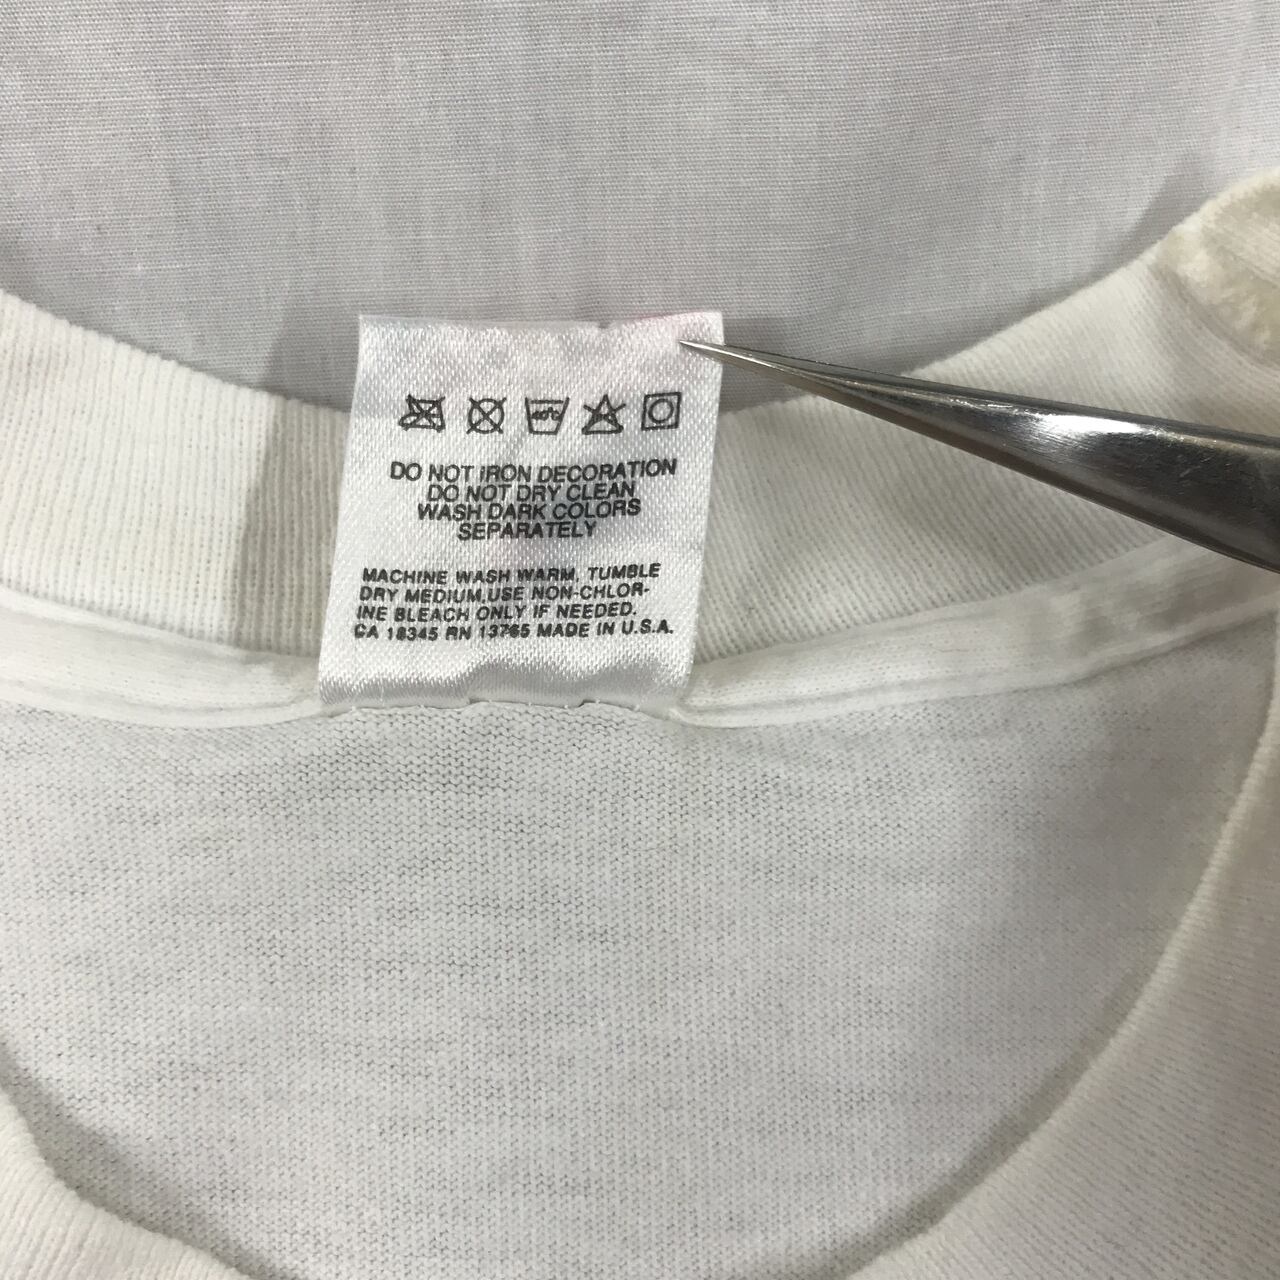 40°C
DO NOT IRON DECORATION
DO NOT DRY CLEAN
WASH DARK COLORS
SEPARATELY
MACHINE WASH WARM, TUMBLE
DRY MEDIUM,USE NON-CHLOR-
INE BLEACH ONLY IF NEEDED.
CA 18345 RN 13765 MADE IN U.S.A.